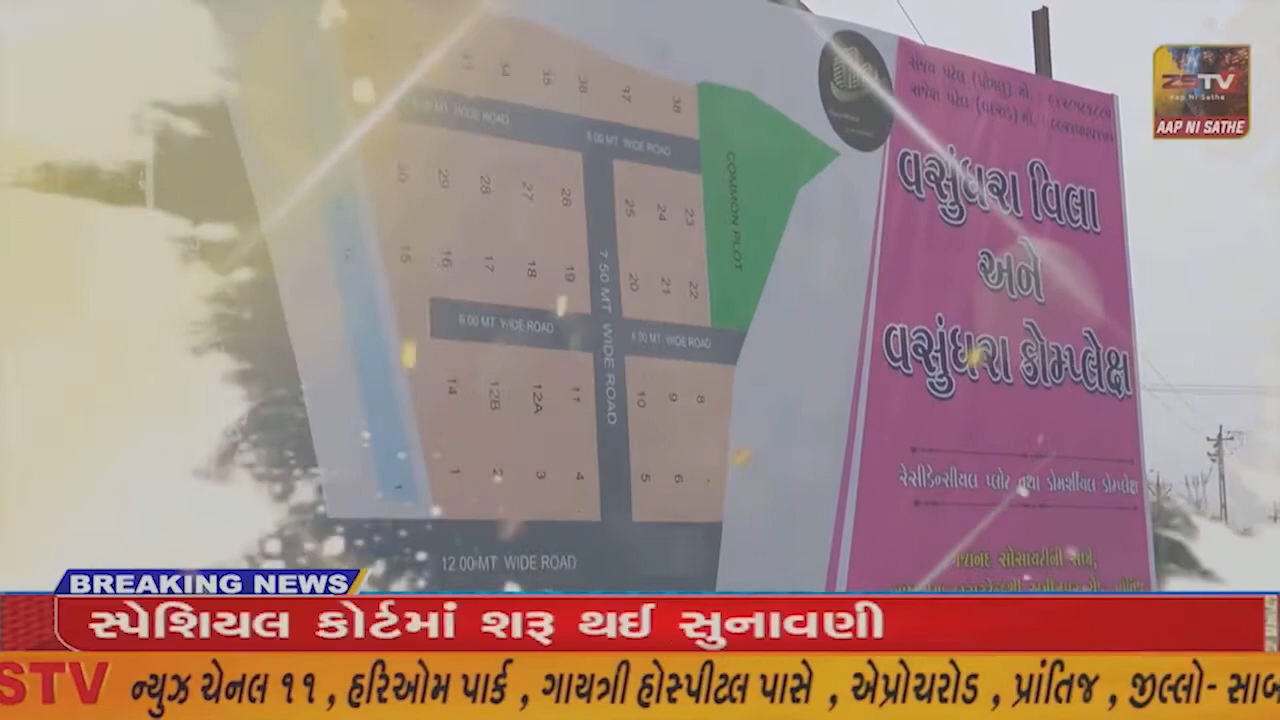 ZSTV
Aap Ni Sathe
AAP NI SATHE
વસુંધરા વિલા
અને
વસુંધરા કોમ્પ્લેક્ષ
રેસીડેન્સીયલ પ્લોટ તથા કોમર્શીયલ કોમ્પ્લેક્ષ
સોસાયટીની સામે,
34 35 36 37 38
WIDE ROAD
6.00 MT WIDE ROAD
30 29 28 27 26 25 24 23
COMMON PLOT
15 16 17 18 19 20 21 22
7.50 MT WIDE ROAD
6.00 MT WIDE ROAD
6.00 MT WIDE ROAD
14 12B 12A 11 10 9 8
1 2 3 4 5 6
12.00 MT WIDE ROAD
BREAKING NEWS
સ્પેશિયલ કોર્ટમાં શરૂ થઈ સુનાવણી
STV ન્યુઝ ચેનલ ૧૧ , હરિઓમ પાર્ક , ગાયત્રી હોસ્પીટલ પાસે , એપ્રોચરોડ , પ્રાંતિજ , જીલ્લો- સાબ